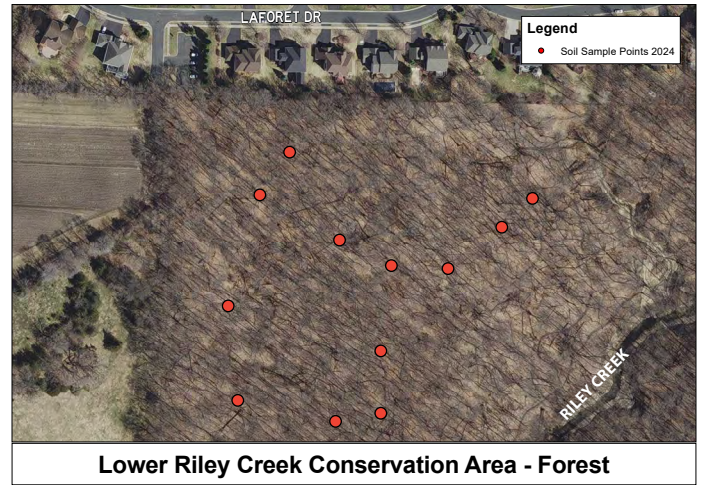 LAFORET DR
Legend
Soil Sample Points 2024
RILEY CREEK
Lower Riley Creek Conservation Area - Forest